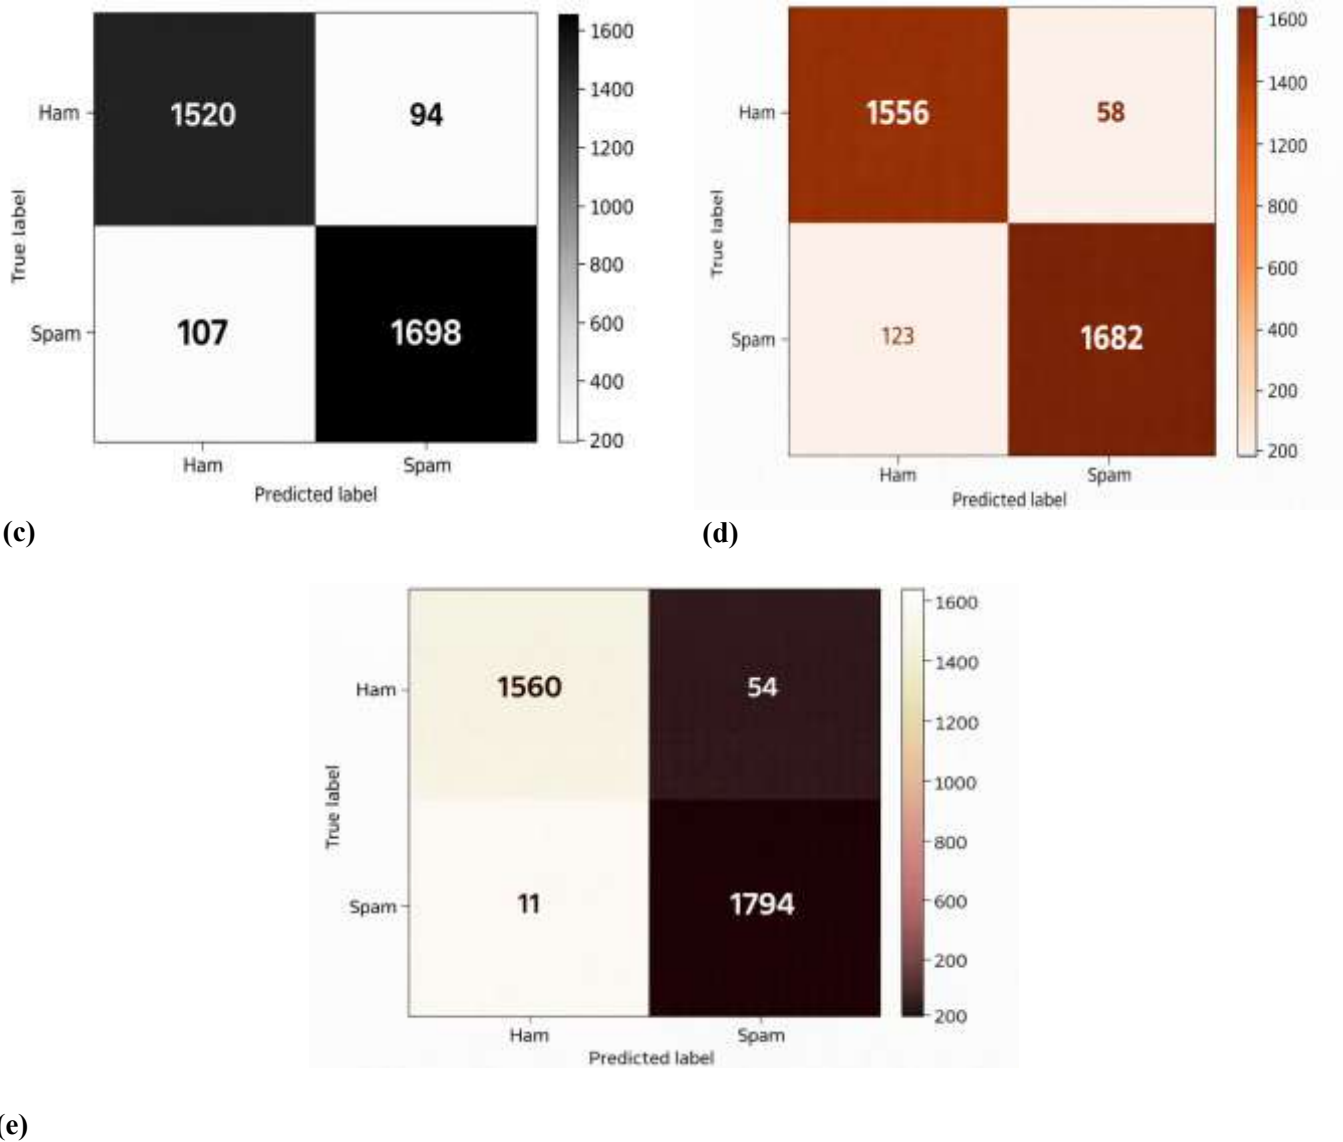 1600
Ham 1520 94 1400
1200
1000
True label
800
Spam 107 1698 600
400
200
Ham Spam
Predicted label
(c)
1600
Ham 1556 58 1400
1200
800
True label
600
Spam 123 1682 400
200
200
Ham Spam
Predicted label
(d)
1600
Ham 1560 54 1400
1200
1000
True label
800
Spam 11 1794 600
200
200
Ham Spam
Predicted label
(e)